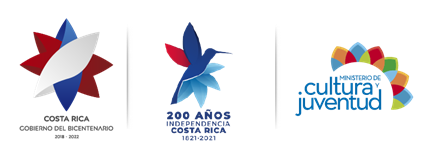 COSTA RICA
GOBIERNO DEL BICENTENARIO
2018 - 2022
200 AÑOS
INDEPENDENCIA
COSTA RICA
1821-2021
MINISTERIO DE
cultura y
juventud